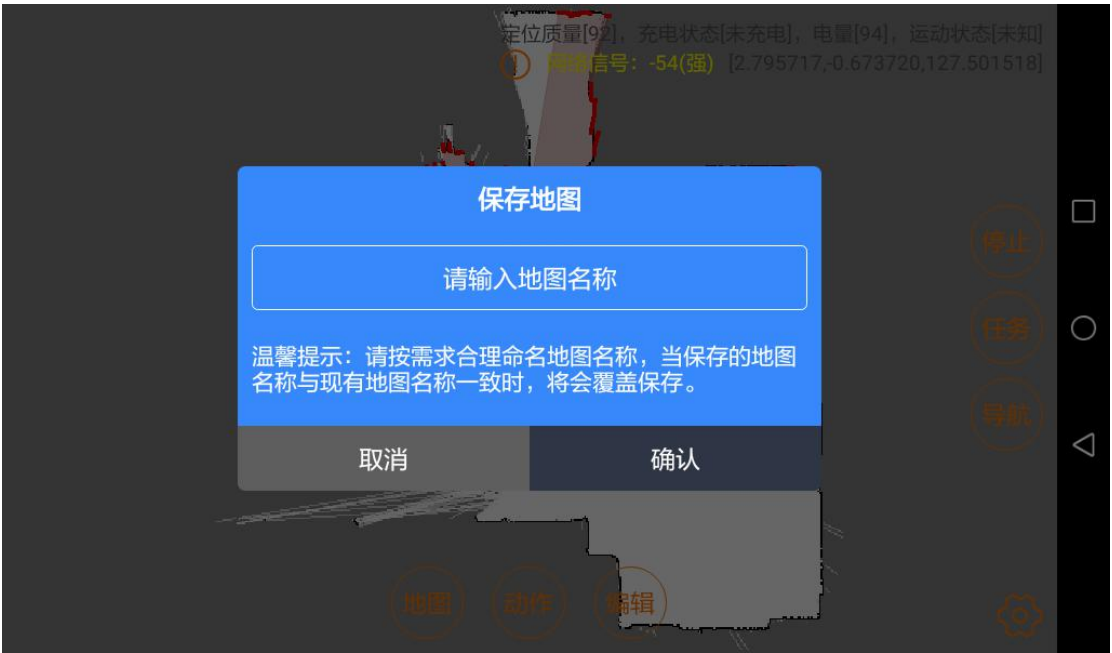 定位质量[92]，充电状态[未充电]，电量[94]，运动状态[未知]
网络信号：-54(强) [2.795717,-0.673720,127.501518]
保存地图
请输入地图名称
温馨提示：请按需求合理命名地图名称，当保存的地图
名称与现有地图名称一致时，将会覆盖保存。
取消
确认
停止
任务
导航
地图
动作
编辑